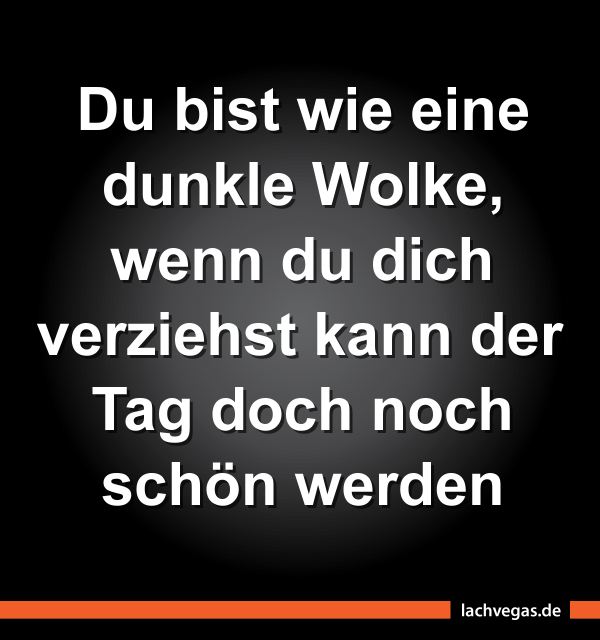 Du bist wie eine
dunkle Wolke,
wenn du dich
verziehst kann der
Tag doch noch
schön werden
lachvegas.de